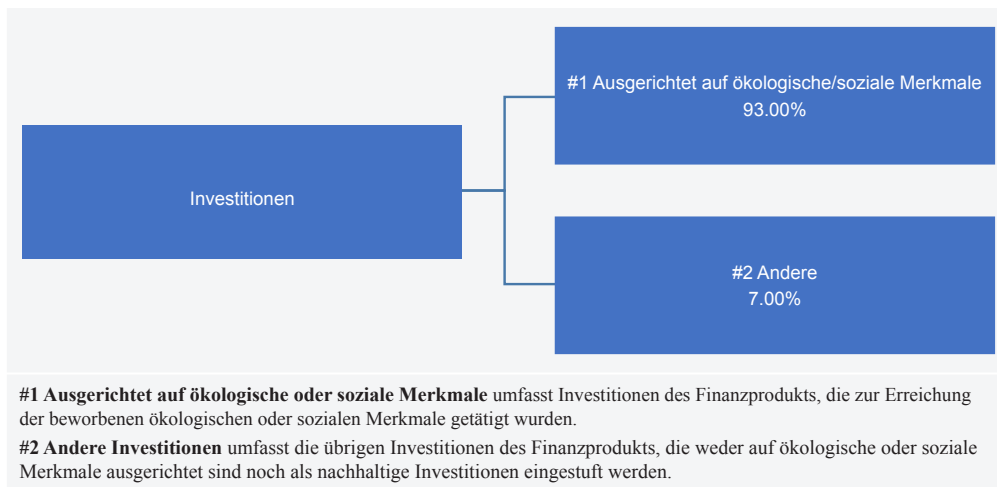 #1 Ausgerichtet auf ökologische/soziale Merkmale
93.00%
Investitionen
#2 Andere
7.00%
#1 Ausgerichtet auf ökologische oder soziale Merkmale umfasst Investitionen des Finanzprodukts, die zur Erreichung
der beworbenen ökologischen oder sozialen Merkmale getätigt wurden.
#2 Andere Investitionen umfasst die übrigen Investitionen des Finanzprodukts, die weder auf ökologische oder soziale
Merkmale ausgerichtet sind noch als nachhaltige Investitionen eingestuft werden.